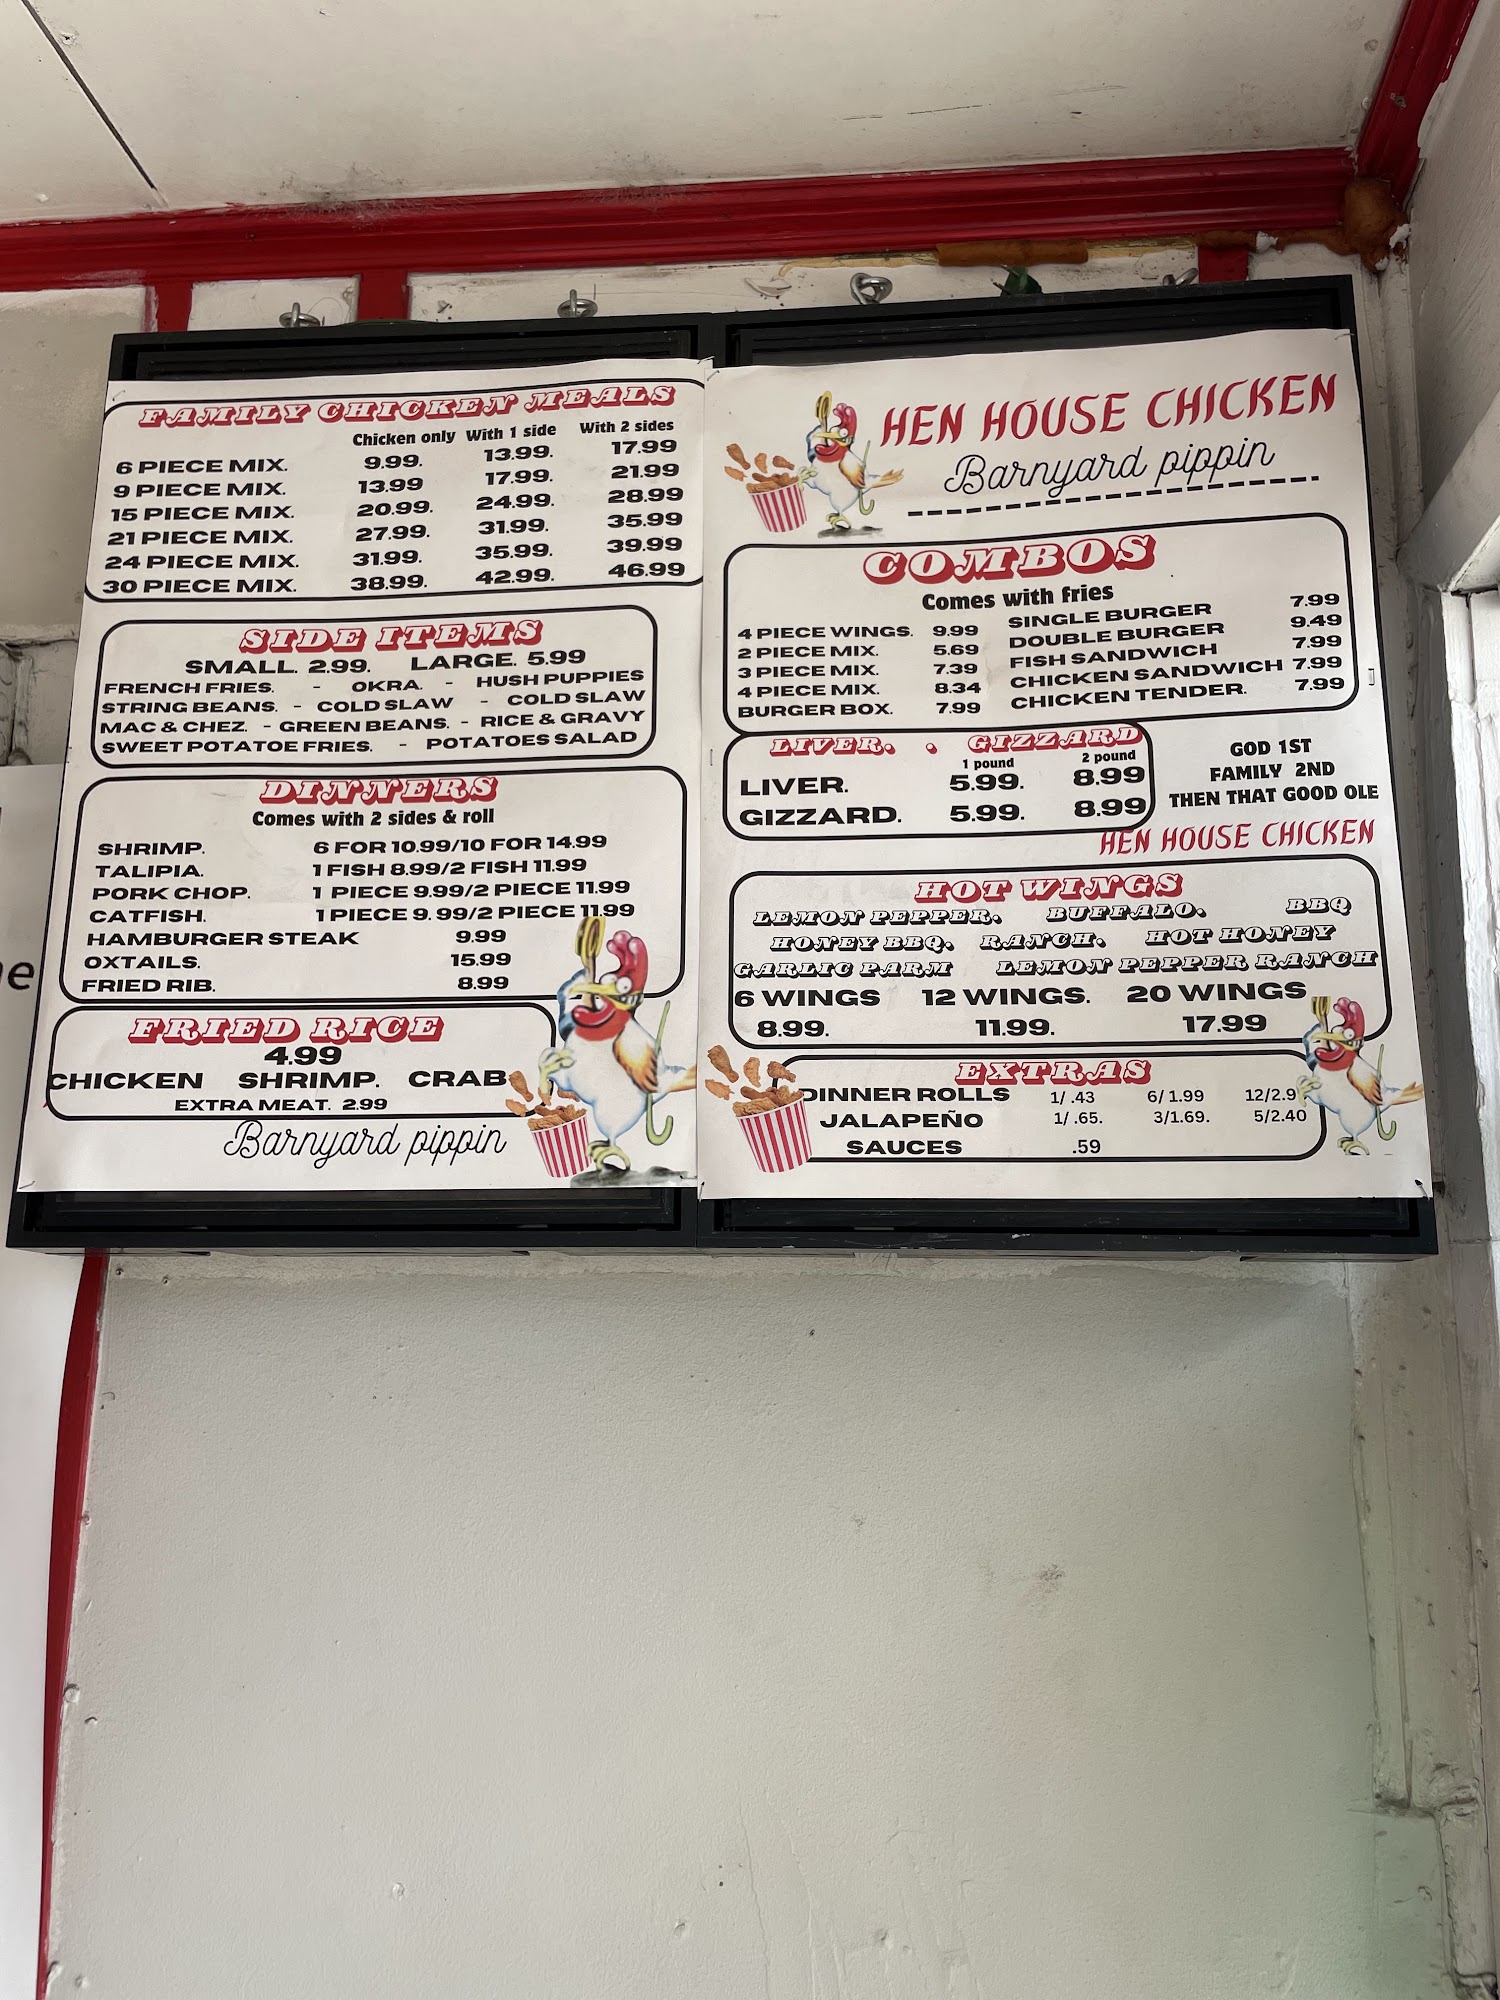 FAMILY CHICKEN MEALS
Chicken only With 1 side With 2 sides
6 PIECE MIX. 9.99. 13.99. 17.99
9 PIECE MIX. 13.99 17.99. 21.99
15 PIECE MIX. 20.99. 24.99. 28.99
21 PIECE MIX. 27.99. 31.99. 35.99
24 PIECE MIX. 31.99. 35.99. 39.99
30 PIECE MIX. 38.99. 42.99. 46.99
SIDE ITEMS
SMALL. 2.99. LARGE. 5.99
FRENCH FRIES. - OKRA. - HUSH PUPPIES
STRING BEANS. - COLD SLAW - COLD SLAW
MAC & CHEZ. - GREEN BEANS. - RICE & GRAVY
SWEET POTATOE FRIES. - POTATOES SALAD
DINNERS
Comes with 2 sides & roll
SHRIMP. 6 FOR 10.99/10 FOR 14.99
TALIPIA. 1 FISH 8.99/2 FISH 11.99
PORK CHOP. 1 PIECE 9.99/2 PIECE 11.99
CATFISH. 1 PIECE 9. 99/2 PIECE 11.99
HAMBURGER STEAK 9.99
OXTAILS. 15.99
FRIED RIB. 8.99
FRIED RICE
4.99
CHICKEN SHRIMP. CRAB
EXTRA MEAT. 2.99
Barnyard pippin
HEN HOUSE CHICKEN
Barnyard pippin
COMBOS
Comes with fries
4 PIECE WINGS. 9.99 SINGLE BURGER 7.99
2 PIECE MIX. 5.69 DOUBLE BURGER 9.49
3 PIECE MIX. 7.39 FISH SANDWICH 7.99
4 PIECE MIX. 8.34 CHICKEN SANDWICH 7.99
BURGER BOX. 7.99 CHICKEN TENDER. 7.99
LIVER. . GIZZARD
1 pound 2 pound
LIVER. 5.99. 8.99
GIZZARD. 5.99. 8.99
GOD 1ST
FAMILY 2ND
THEN THAT GOOD OLE
HEN HOUSE CHICKEN
HOT WINGS
LEMON PEPPER. BUFFALO. BBQ
HONEY BBQ. RANCH. HOT HONEY
GARLIC PARM LEMON PEPPER RANCH
6 WINGS 12 WINGS. 20 WINGS
8.99. 11.99. 17.99
EXTRAS
DINNER ROLLS 1/ .43 6/ 1.99 12/2.9
JALAPEÑO 1/ .65. 3/1.69. 5/2.40
SAUCES .59